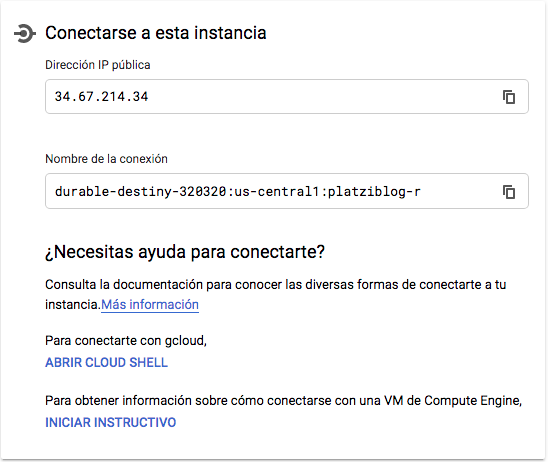 Conectarse a esta instancia
Dirección IP pública
34.67.214.34
Nombre de la conexión
durable-destiny-320320:us-central1:platziblog-r
¿Necesitas ayuda para conectarte?
Consulta la documentación para conocer las diversas formas de conectarte a tu
instancia.Más información
Para conectarte con gcloud,
ABRIR CLOUD SHELL
Para obtener información sobre cómo conectarse con una VM de Compute Engine,
INICIAR INSTRUCTIVO